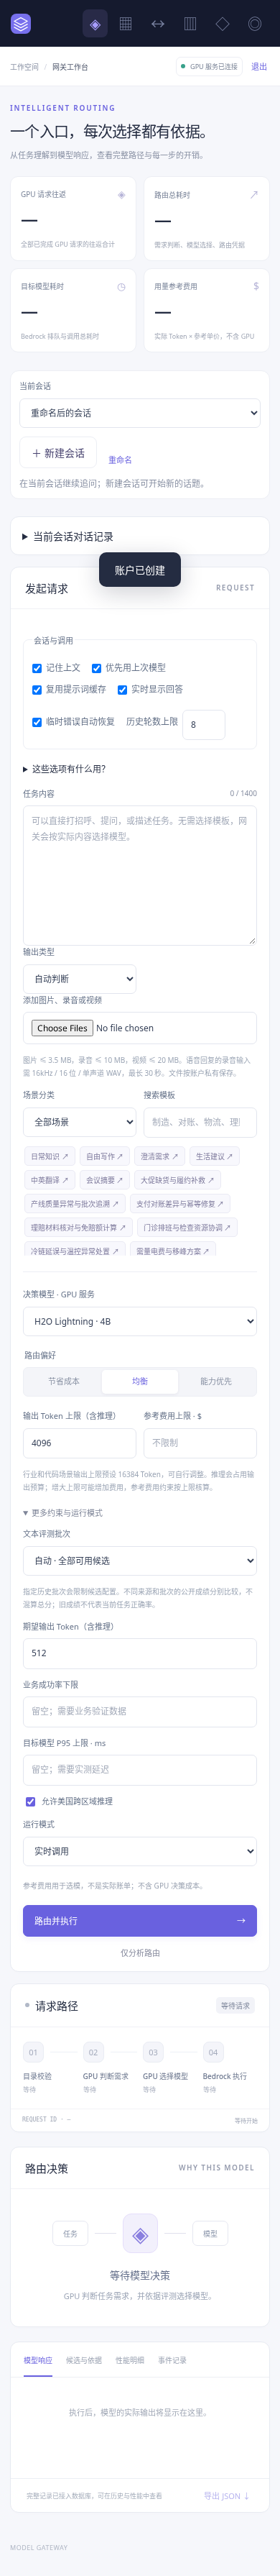 工作空间 / 网关工作台
GPU 服务已连接
退出
INTELLIGENT ROUTING
一个入口，每次选择都有依据。
从任务理解到模型响应，查看完整路径与每一步的开销。
GPU 请求往返
—
全部已完成 GPU 请求的往返合计
路由总耗时
—
需求判断、模型选择、路由凭据
目标模型耗时
—
Bedrock 排队与调用总耗时
用量参考费用
$
—
实际 Token × 参考单价，不含 GPU
当前会话
重命名后的会话
＋ 新建会话
重命名
在当前会话继续追问；新建会话可开始新的话题。
▶ 当前会话对话记录
账户已创建
发起请求
REQUEST
会话与调用
记住上文
优先用上次模型
复用提示词缓存
实时显示回答
临时错误自动恢复
历史轮数上限
8
▶ 这些选项有什么用？
任务内容
0 / 1400
可以直接打招呼、提问，或描述任务。无需选择模板，网
关会按实际内容选择模型。
输出类型
自动判断
添加图片、录音或视频
Choose Files No file chosen
图片 ≤ 3.5 MB，录音 ≤ 10 MB，视频 ≤ 20 MB。语音回复的录音输入
需 16kHz / 16 位 / 单声道 WAV，最长 30 秒。文件按账户私有保存。
场景分类
搜索模板
全部场景
制造、对账、物流、理
日常知识 ↗
自由写作 ↗
澄清需求 ↗
生活建议 ↗
中英翻译 ↗
会议摘要 ↗
大促缺货与履约补救 ↗
产线质量异常与批次追溯 ↗
支付对账差异与幂等修复 ↗
理赔材料核对与免赔额计算 ↗
门诊排班与检查资源协调 ↗
冷链延误与温控异常处置 ↗
需量电费与移峰方案 ↗
决策模型 · GPU 服务
H2O Lightning · 4B
路由偏好
节省成本
均衡
能力优先
输出 Token 上限（含推理）
参考费用上限 · $
4096
不限制
行业和代码场景输出上限预设 16384 Token，可自行调整。推理会占用输出
预算；增大上限可能增加费用，参考费用约束更按上限核算。
▼ 更多约束与运行模式
文本评测批次
自动 · 全部可用候选
指定历史批次会限制候选配置。不同来源和批次的公开成绩分别比较，不
混算总分；旧成绩不代表当前任务正确率。
期望输出 Token（含推理）
512
业务成功率下限
留空；需要业务验证数据
目标模型 P95 上限 · ms
留空；需要实测延迟
允许美国跨区域推理
运行模式
实时调用
参考费用用于选模，不是实际账单；不含 GPU 决策成本。
路由并执行 →
仅分析路由
请求路径
等待请求
01
02
03
04
目录校验
GPU 判断需求
GPU 选择模型
Bedrock 执行
等待
等待
等待
等待
REQUEST ID · —
等待开始
路由决策
WHY THIS MODEL
任务
模型
等待模型决策
GPU 判断任务需求，并依据评测选择模型。
模型响应
候选与依据
性能明细
事件记录
执行后，模型的实际输出将显示在这里。
完整记录已接入数据库，可在历史与性能中查看
导出 JSON ↓
MODEL GATEWAY